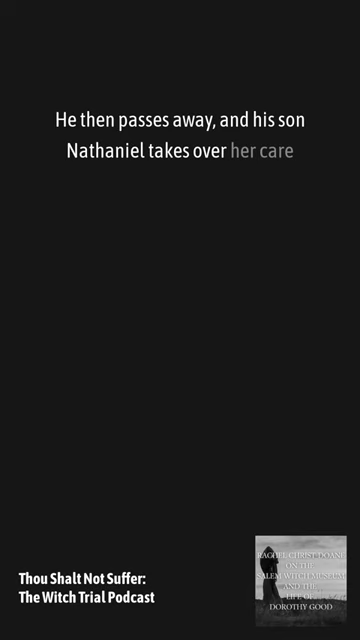 He then passes away, and his son
Nathaniel takes over her care
Thou Shalt Not Suffer:
The Witch Trial Podcast
RACHEL CHRIST-DOANE
ON THE
SALEM WITCH MUSEUM
AND THE
LIFE OF
DOROTHY GOOD